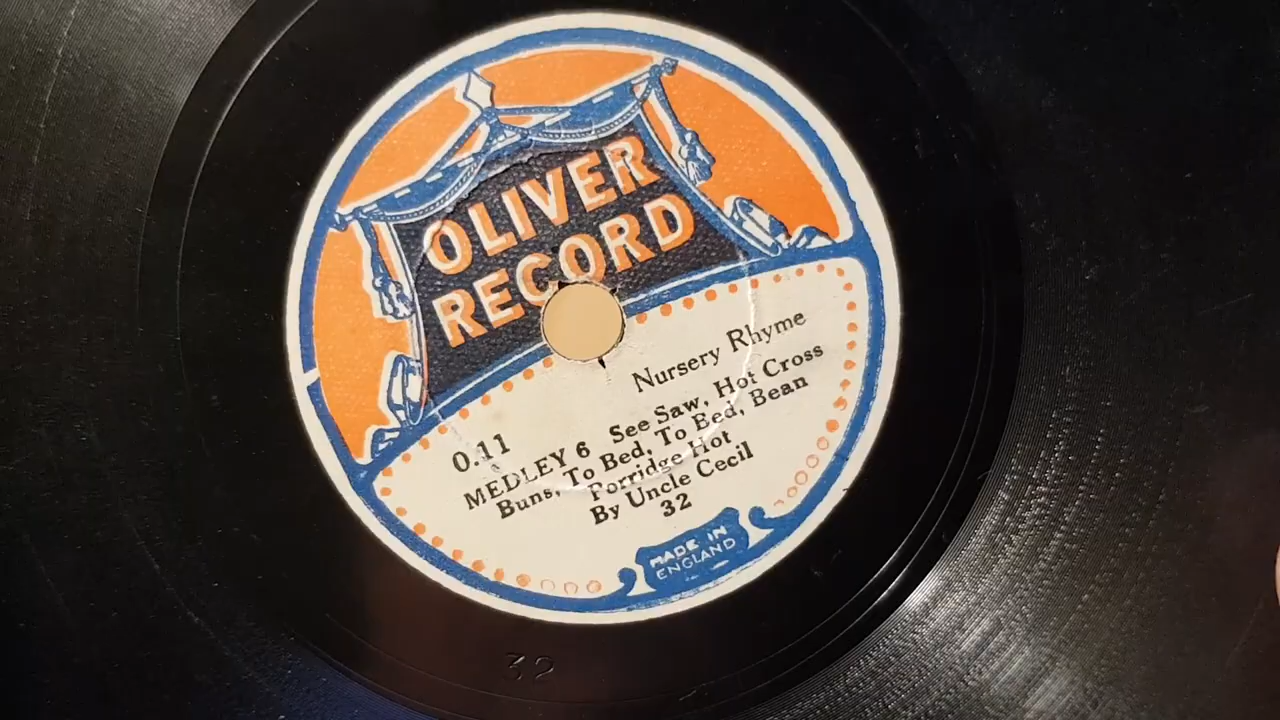 OLIVER
RECORD
Nursery Rhyme
0.11
MEDLEY 6 See Saw, Hot Cross
Buns, To Bed, To Bed, Bean
Porridge Hot
By Uncle Cecil
32
MADE IN
ENGLAND
32